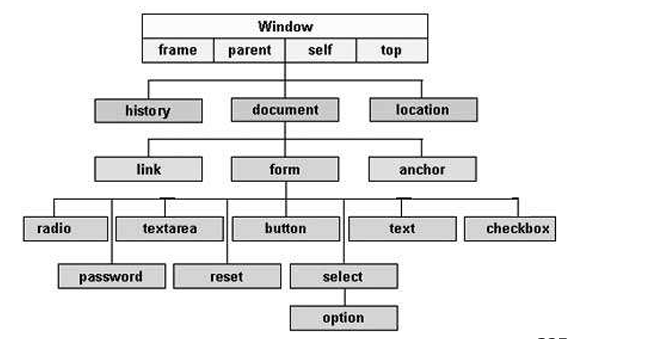 Window
frame parent self top
history document location
link form anchor
radio textarea button text checkbox
password reset select
option